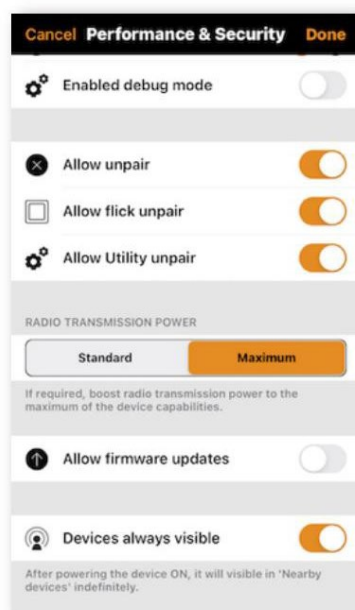 Cancel Performance & Security Done
Enabled debug mode
Allow unpair
Allow flick unpair
Allow Utility unpair
RADIO TRANSMISSION POWER
Standard Maximum
If required, boost radio transmission power to the
maximum of the device capabilities.
Allow firmware updates
Devices always visible
After powering the device ON, it will visible in 'Nearby
devices' indefinitely.